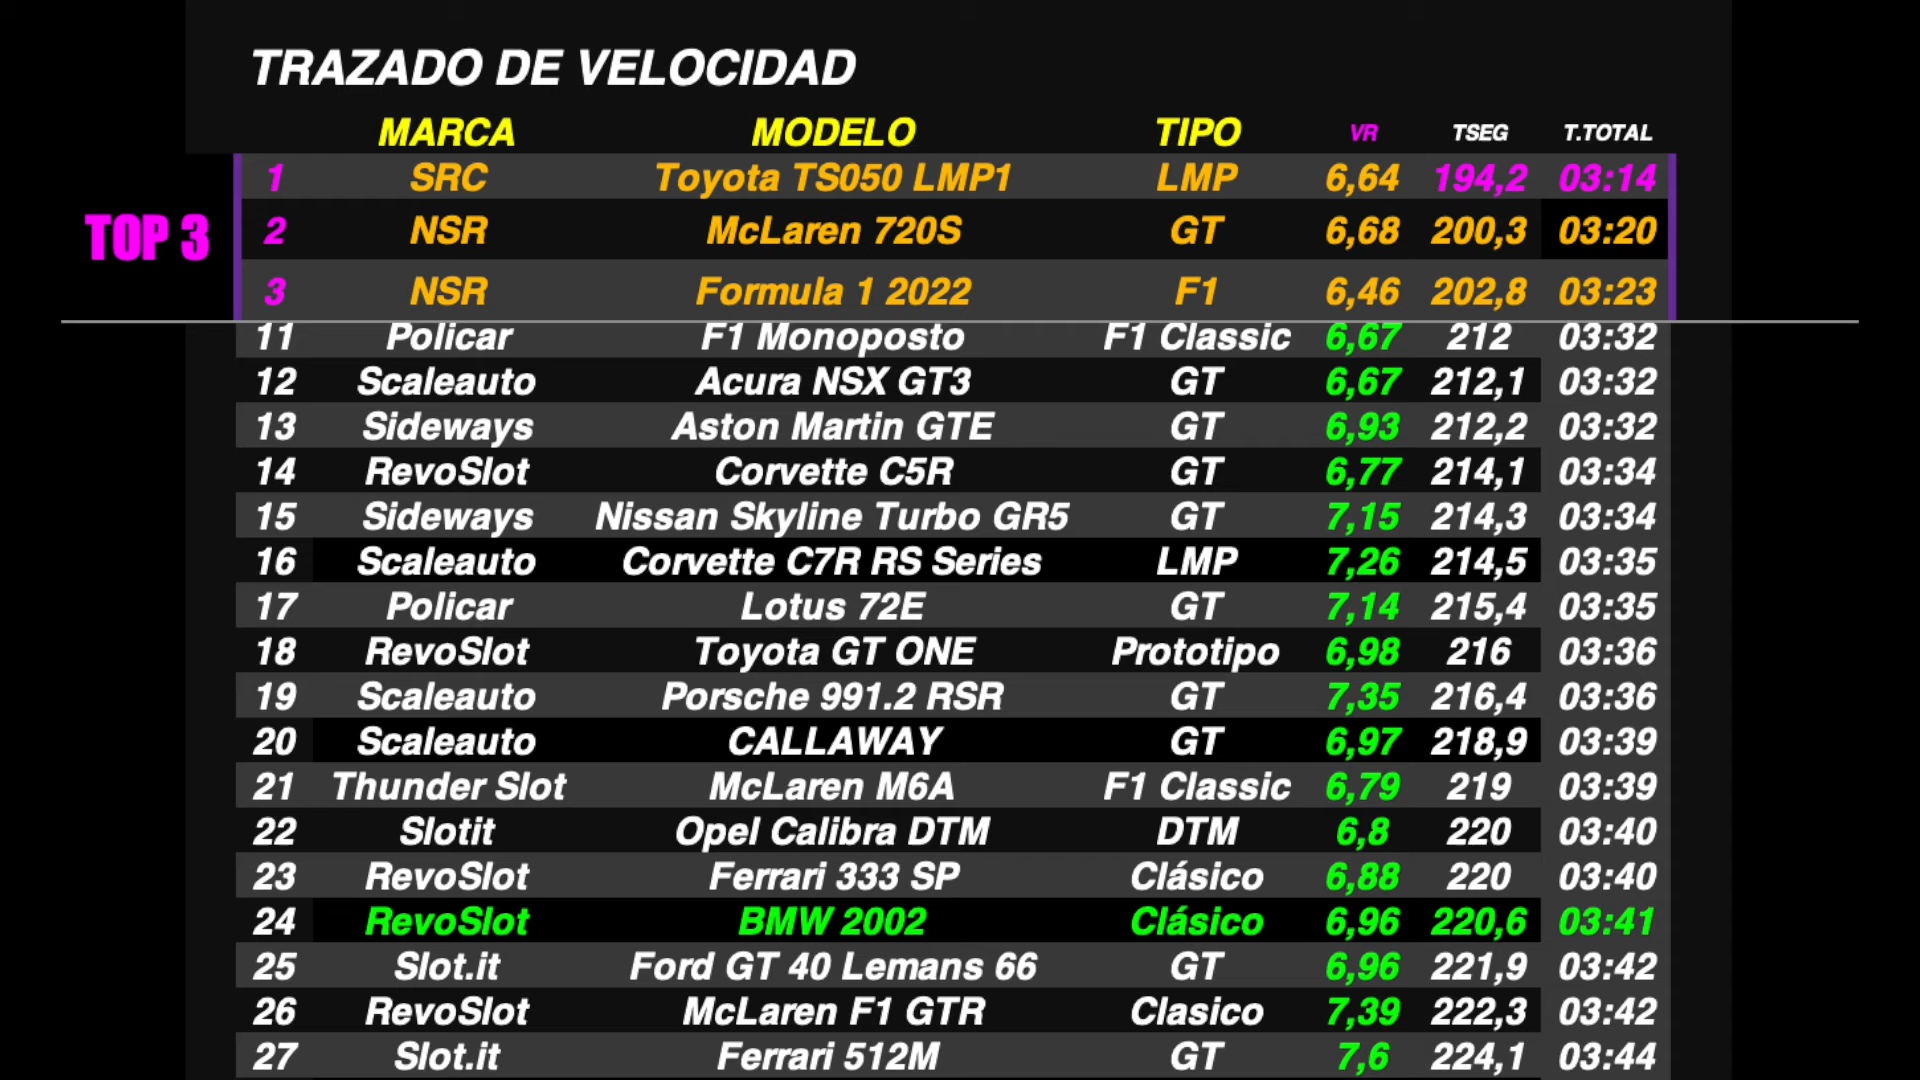 TRAZADO DE VELOCIDAD
MARCA MODELO TIPO VR TSEG T.TOTAL
TOP 3
1 SRC Toyota TS050 LMP1 LMP 6,64 194,2 03:14
2 NSR McLaren 720S GT 6,68 200,3 03:20
3 NSR Formula 1 2022 F1 6,46 202,8 03:23
11 Policar F1 Monoposto F1 Classic 6,67 212 03:32
12 Scaleauto Acura NSX GT3 GT 6,67 212,1 03:32
13 Sideways Aston Martin GTE GT 6,93 212,2 03:32
14 RevoSlot Corvette C5R GT 6,77 214,1 03:34
15 Sideways Nissan Skyline Turbo GR5 GT 7,15 214,3 03:34
16 Scaleauto Corvette C7R RS Series LMP 7,26 214,5 03:35
17 Policar Lotus 72E GT 7,14 215,4 03:35
18 RevoSlot Toyota GT ONE Prototipo 6,98 216 03:36
19 Scaleauto Porsche 991.2 RSR GT 7,35 216,4 03:36
20 Scaleauto CALLAWAY GT 6,97 218,9 03:39
21 Thunder Slot McLaren M6A F1 Classic 6,79 219 03:39
22 Slotit Opel Calibra DTM DTM 6,8 220 03:40
23 RevoSlot Ferrari 333 SP Clásico 6,88 220 03:40
24 RevoSlot BMW 2002 Clásico 6,96 220,6 03:41
25 Slot.it Ford GT 40 Lemans 66 GT 6,96 221,9 03:42
26 RevoSlot McLaren F1 GTR Clasico 7,39 222,3 03:42
27 Slot.it Ferrari 512M GT 7,6 224,1 03:44